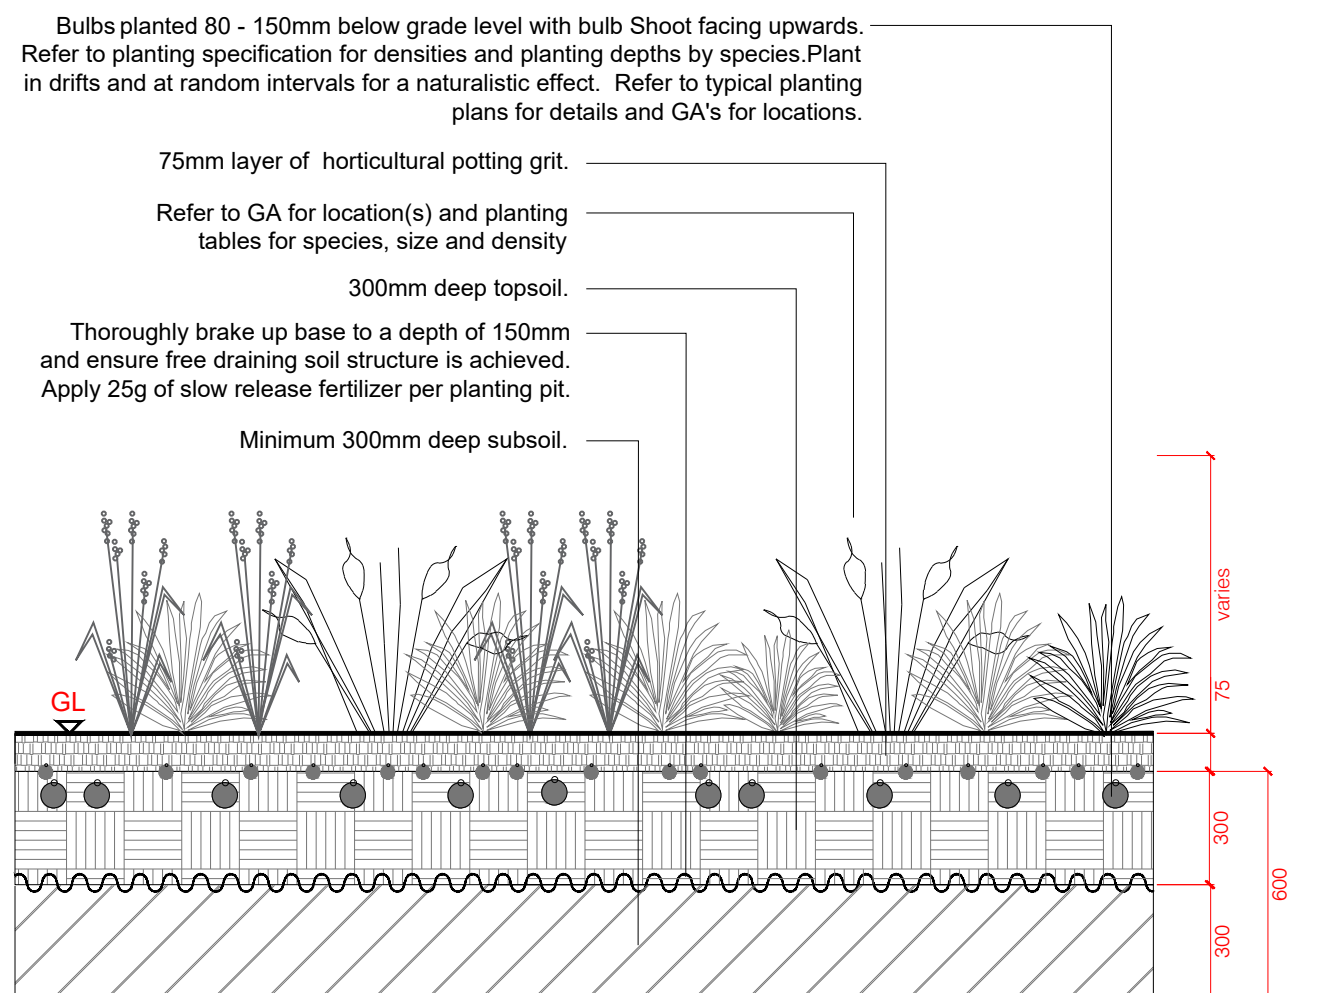 Bulbs planted 80 - 150mm below grade level with bulb Shoot facing upwards.
Refer to planting specification for densities and planting depths by species.Plant
in drifts and at random intervals for a naturalistic effect.  Refer to typical planting
plans for details and GA's for locations.
75mm layer of  horticultural potting grit.
Refer to GA for location(s) and planting
tables for species, size and density
300mm deep topsoil.
Thoroughly brake up base to a depth of 150mm
and ensure free draining soil structure is achieved.
Apply 25g of slow release fertilizer per planting pit.
Minimum 300mm deep subsoil.
varies
75
GL
300
600
300